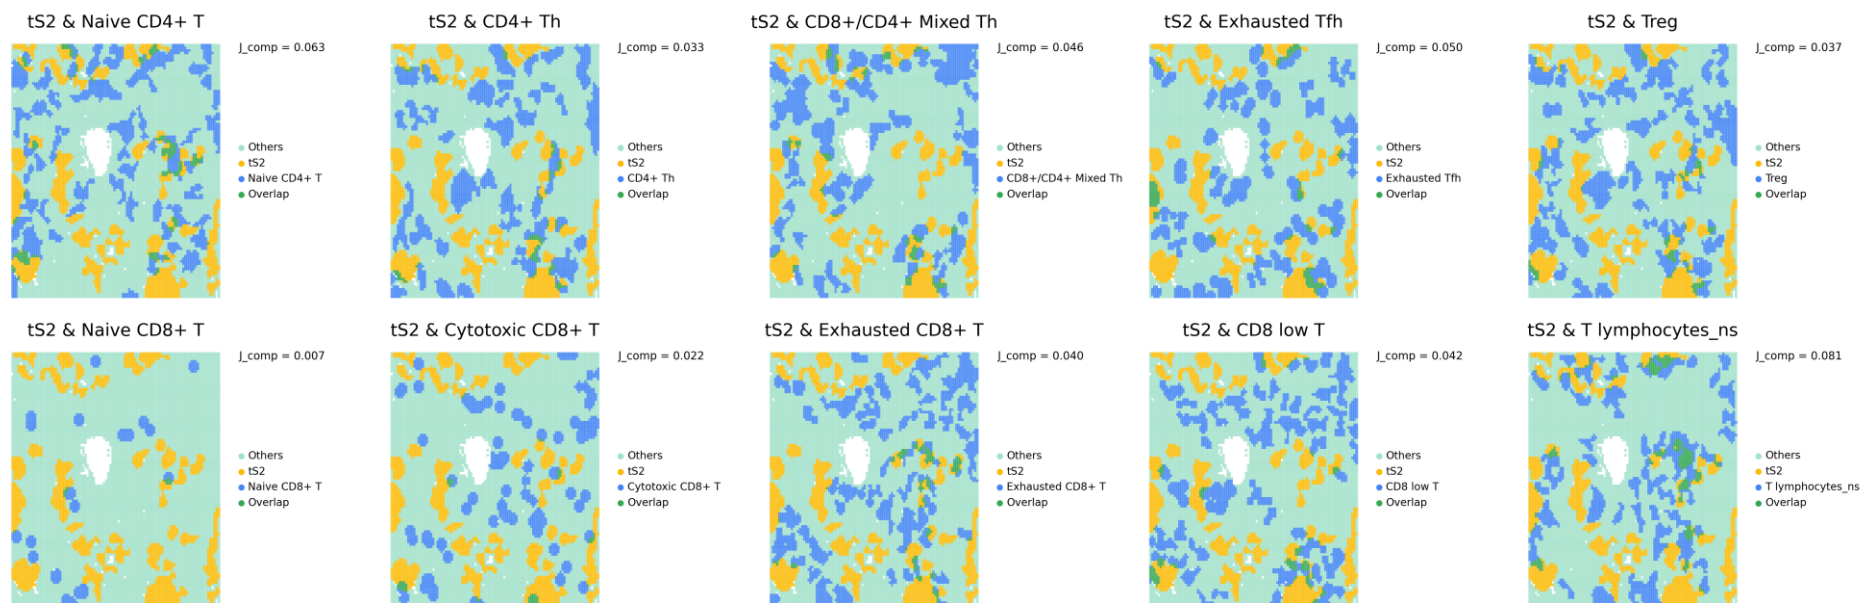 tS2 & Naive CD4+ T
J_comp = 0.063
Others
tS2
Naive CD4+ T
Overlap
tS2 & CD4+ Th
J_comp = 0.033
Others
tS2
CD4+ Th
Overlap
tS2 & CD8+/CD4+ Mixed Th
J_comp = 0.046
Others
tS2
CD8+/CD4+ Mixed Th
Overlap
tS2 & Exhausted Tfh
J_comp = 0.050
Others
tS2
Exhausted Tfh
Overlap
tS2 & Treg
J_comp = 0.037
Others
tS2
Treg
Overlap
tS2 & Naive CD8+ T
J_comp = 0.007
Others
tS2
Naive CD8+ T
Overlap
tS2 & Cytotoxic CD8+ T
J_comp = 0.022
Others
tS2
Cytotoxic CD8+ T
Overlap
tS2 & Exhausted CD8+ T
J_comp = 0.040
Others
tS2
Exhausted CD8+ T
Overlap
tS2 & CD8 low T
J_comp = 0.042
Others
tS2
CD8 low T
Overlap
tS2 & T lymphocytes_ns
J_comp = 0.081
Others
tS2
T lymphocytes_ns
Overlap